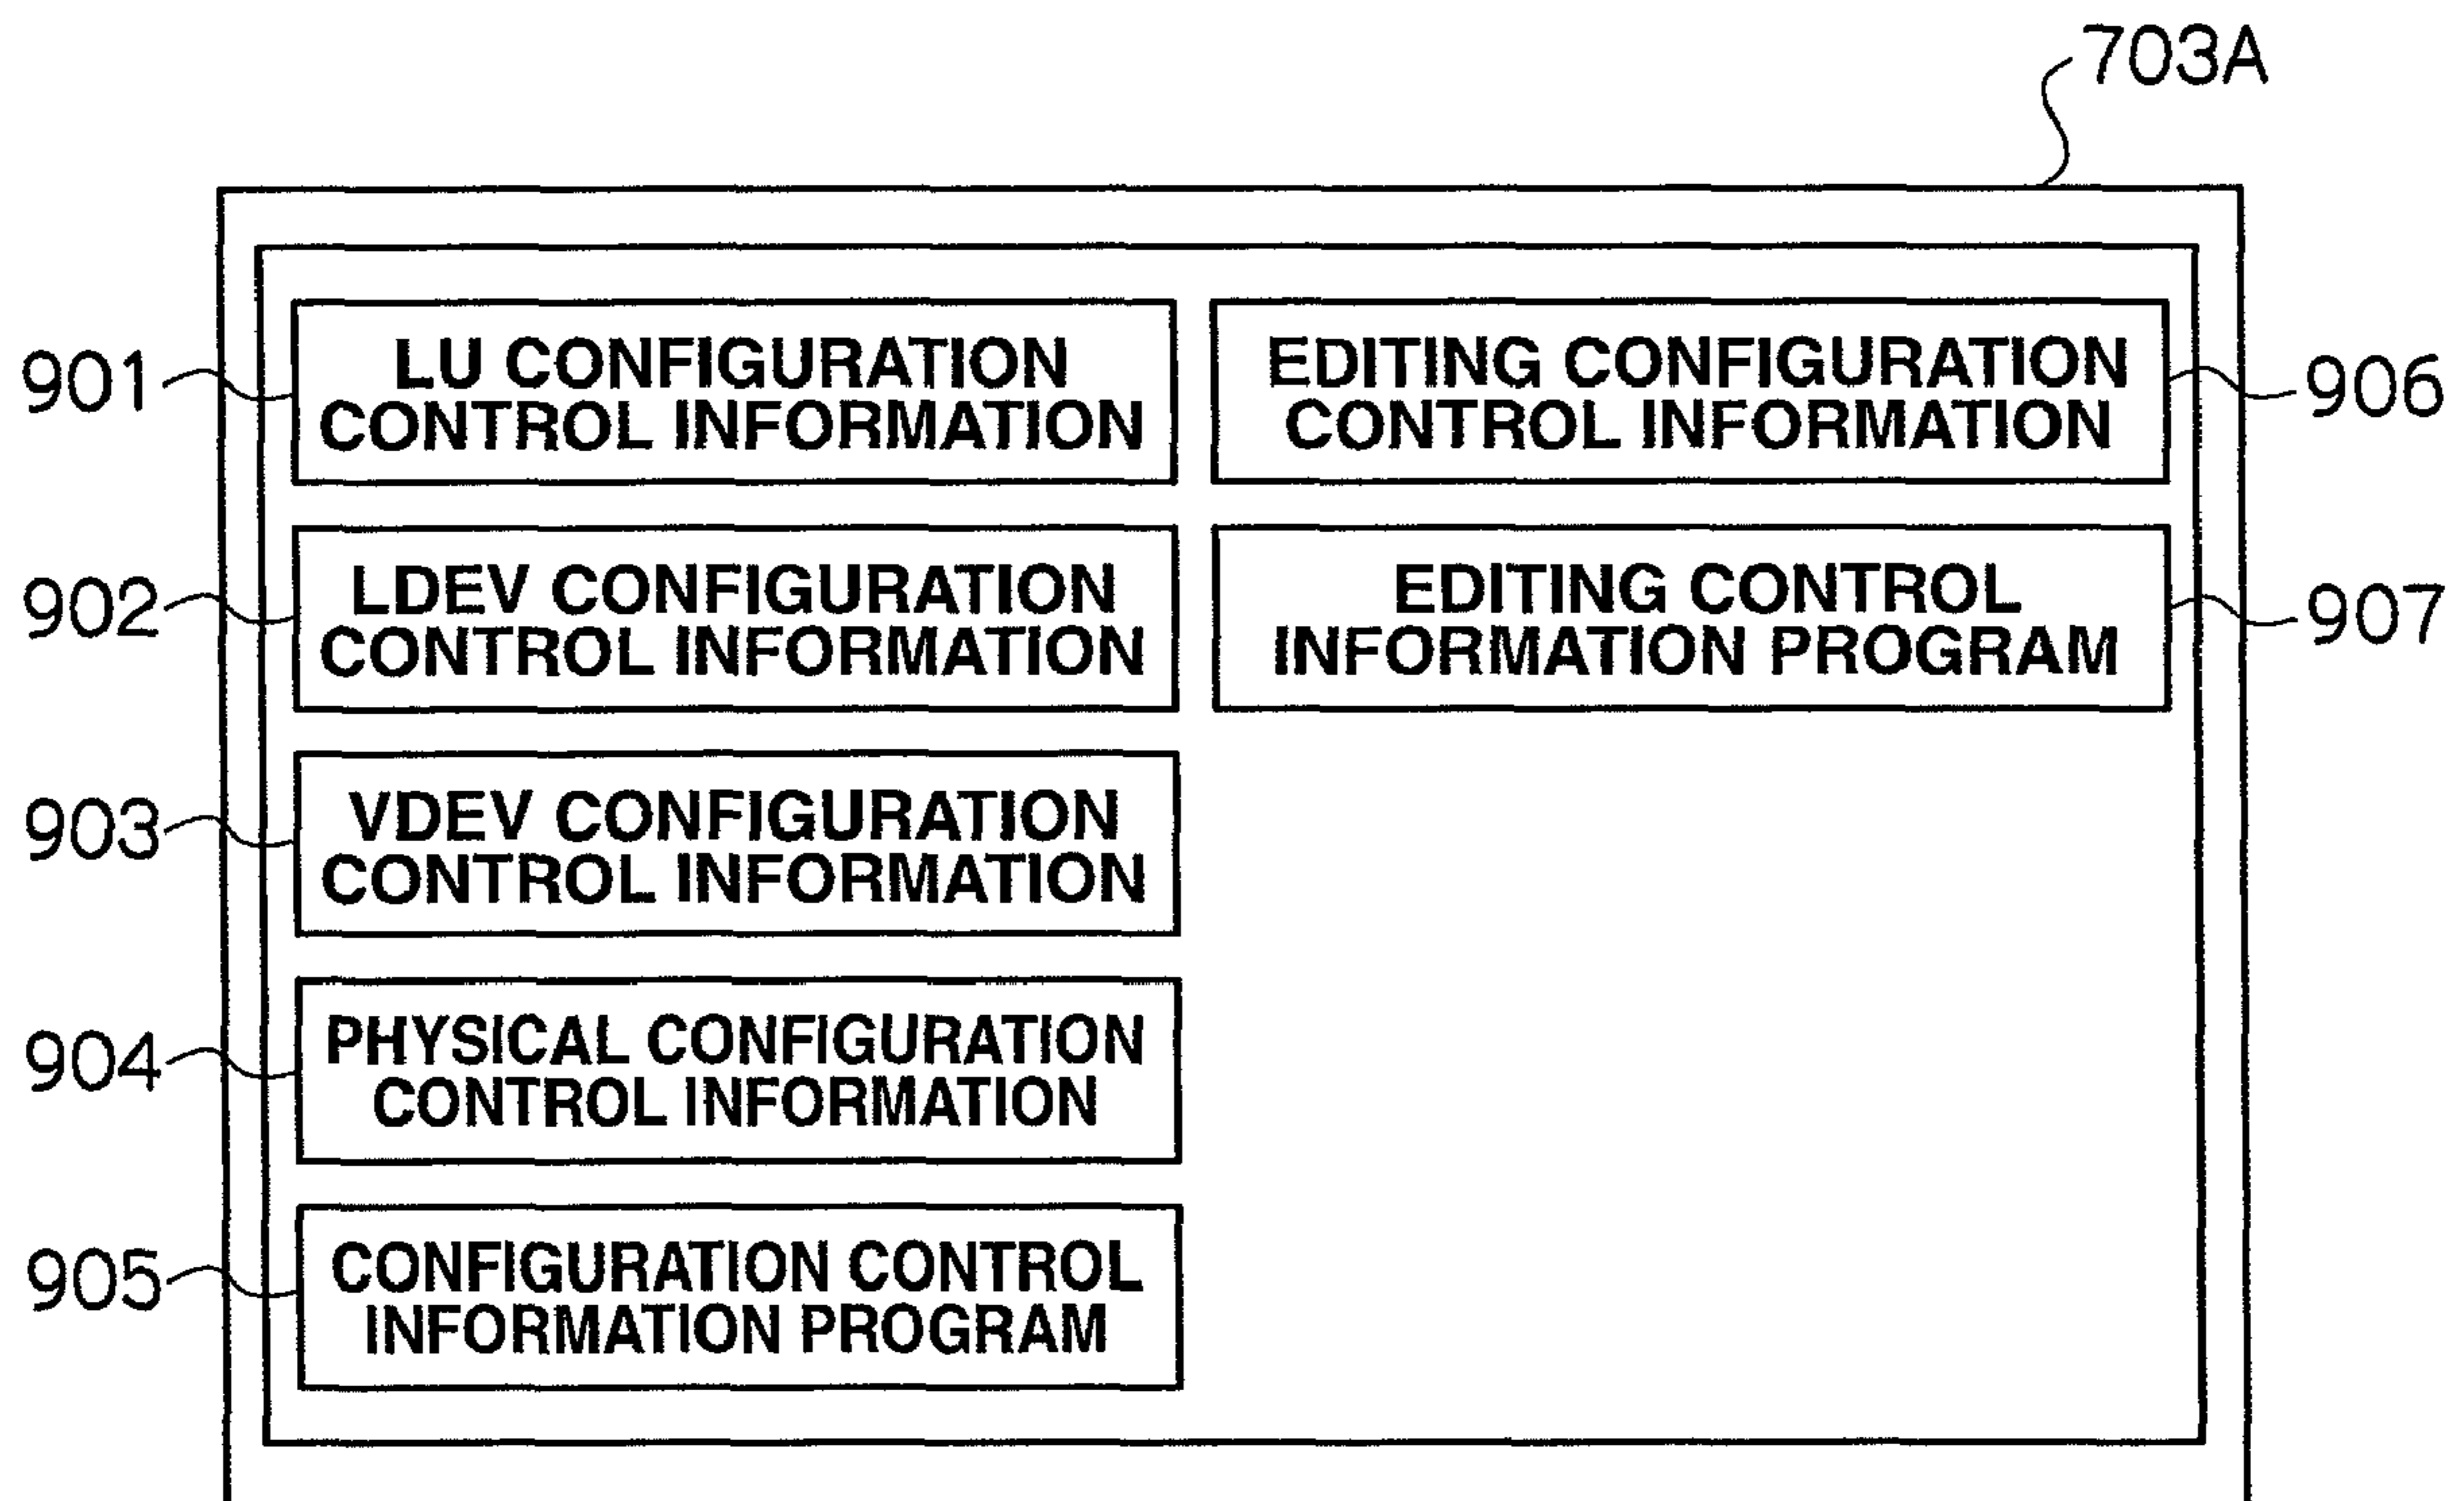 703A
901
LU CONFIGURATION
CONTROL INFORMATION
EDITING CONFIGURATION
CONTROL INFORMATION
906
902
LDEV CONFIGURATION
CONTROL INFORMATION
EDITING CONTROL
INFORMATION PROGRAM
907
903
VDEV CONFIGURATION
CONTROL INFORMATION
904
PHYSICAL CONFIGURATION
CONTROL INFORMATION
905
CONFIGURATION CONTROL
INFORMATION PROGRAM